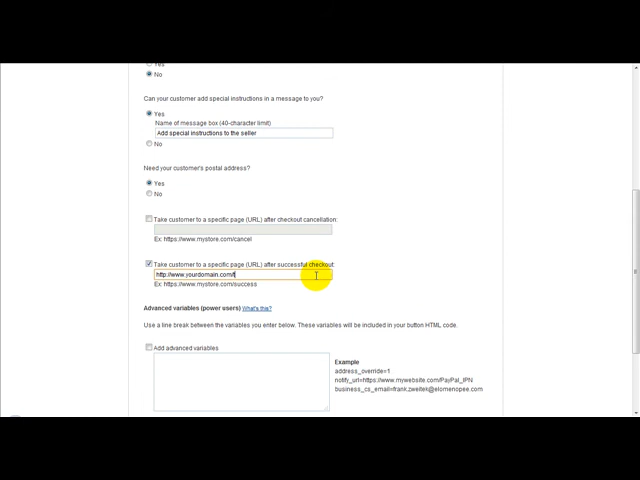 Yes
No
Can your customer add special instructions in a message to you?
Yes
Name of message box (40-character limit)
Add special instructions to the seller
No
Need your customer's postal address?
Yes
No
Take customer to a specific page (URL) after checkout cancellation:
Ex: https://www.mystore.com/cancel
Take customer to a specific page (URL) after successful checkout:
http://www.yourdomain.com/t
Ex: https://www.mystore.com/success
Advanced variables (power users) What's this?
Use a line break between the variables you enter below. These variables will be included in your button HTML code.
Add advanced variables
Example
address_override=1
notify_url=https://www.mywebsite.com/PayPal_IPN
business_cs_email=frank.zweitek@elomenopee.com